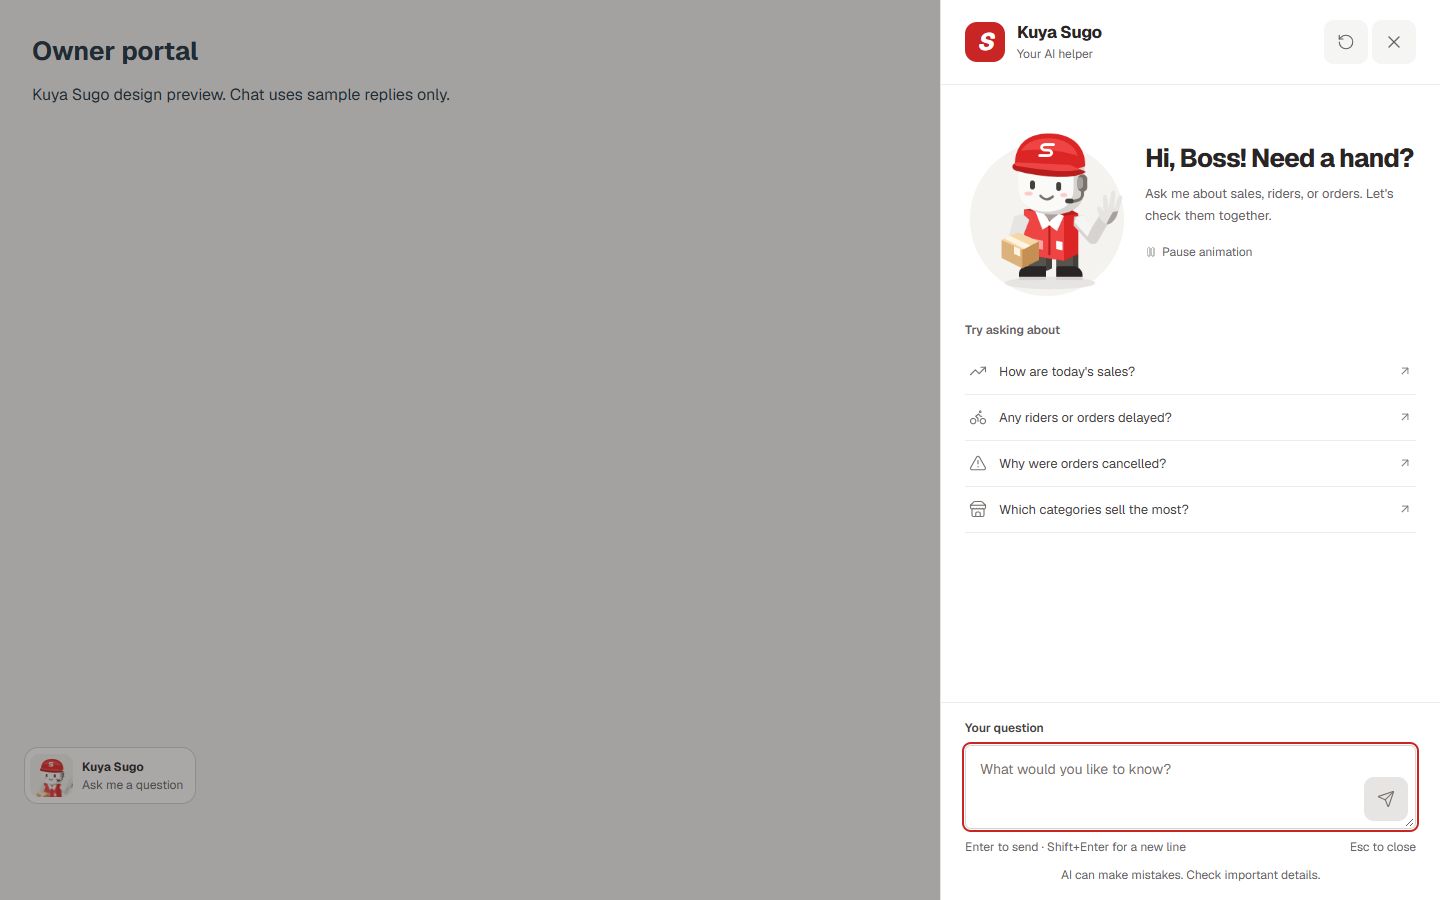 Owner portal
Kuya Sugo design preview. Chat uses sample replies only.
Kuya Sugo
Ask me a question
S
Kuya Sugo
Your AI helper
S
Hi, Boss! Need a hand?
Ask me about sales, riders, or orders. Let's
check them together.
Pause animation
Try asking about
How are today's sales?
Any riders or orders delayed?
Why were orders cancelled?
Which categories sell the most?
Your question
What would you like to know?
Enter to send · Shift+Enter for a new line
Esc to close
AI can make mistakes. Check important details.